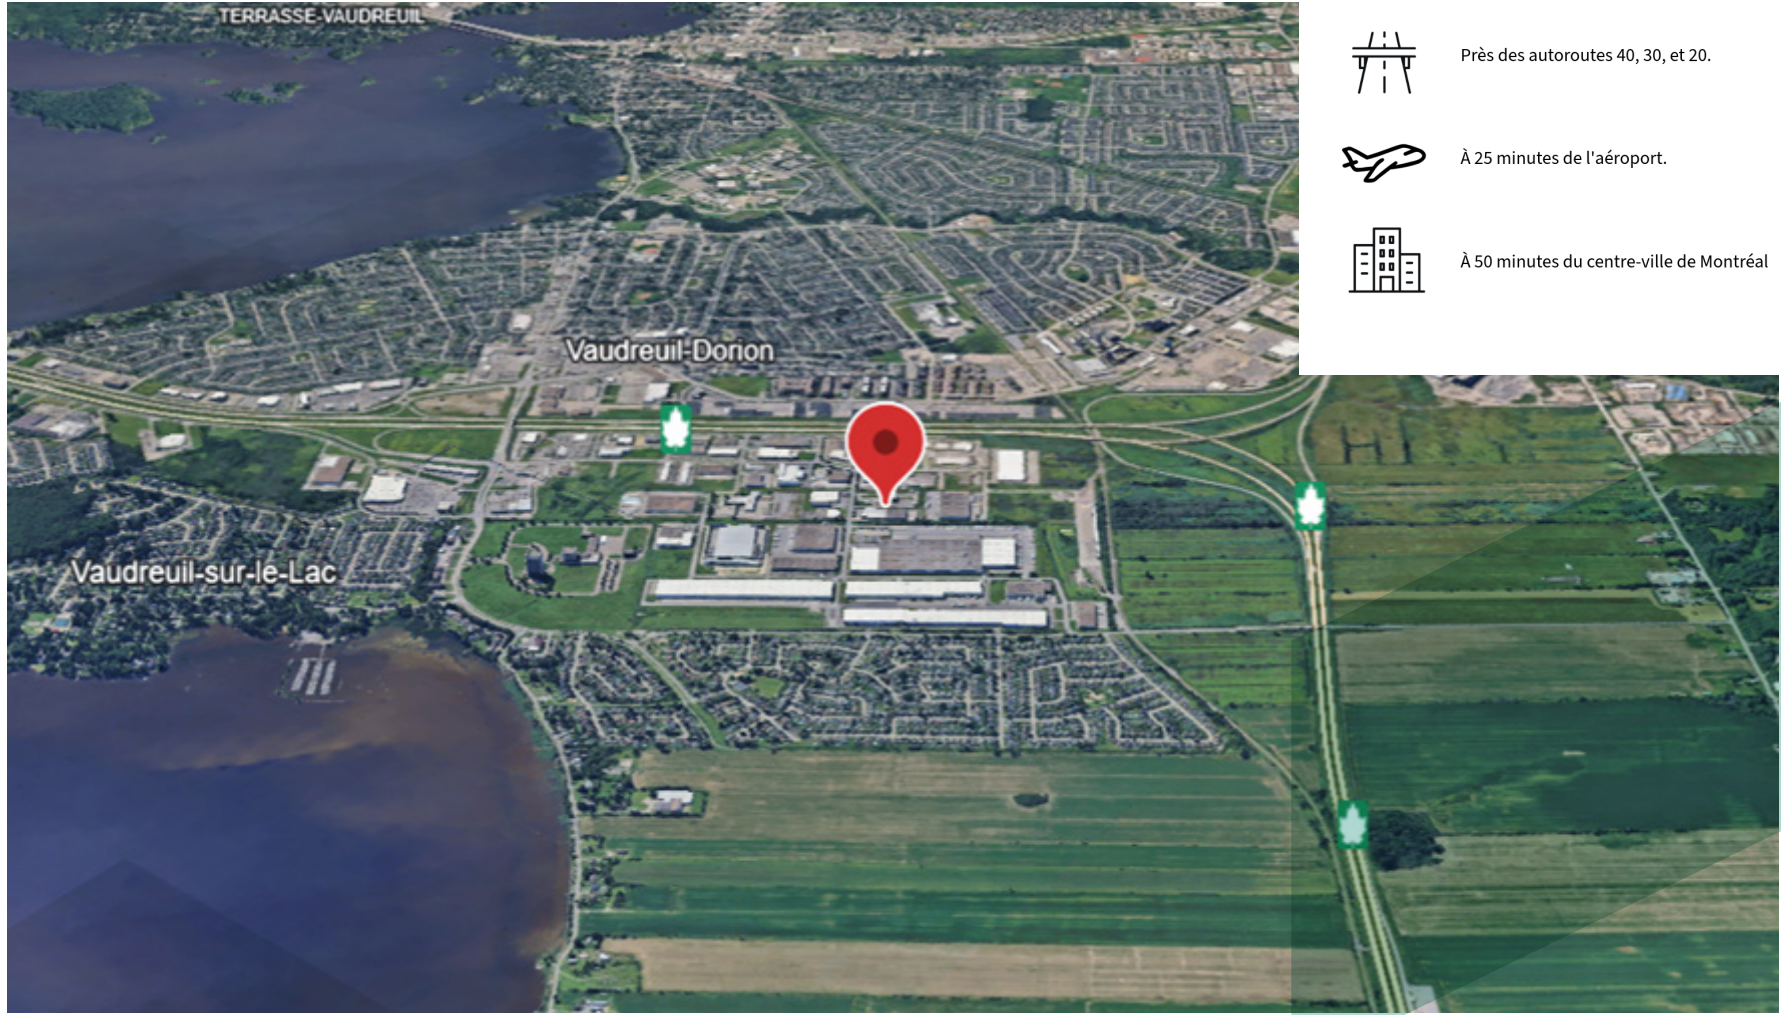 TERRASSE-VAUDREUIL
Près des autoroutes 40, 30, et 20.
À 25 minutes de l'aéroport.
À 50 minutes du centre-ville de Montréal
Vaudreuil-Dorion
Vaudreuil-sur-le-Lac